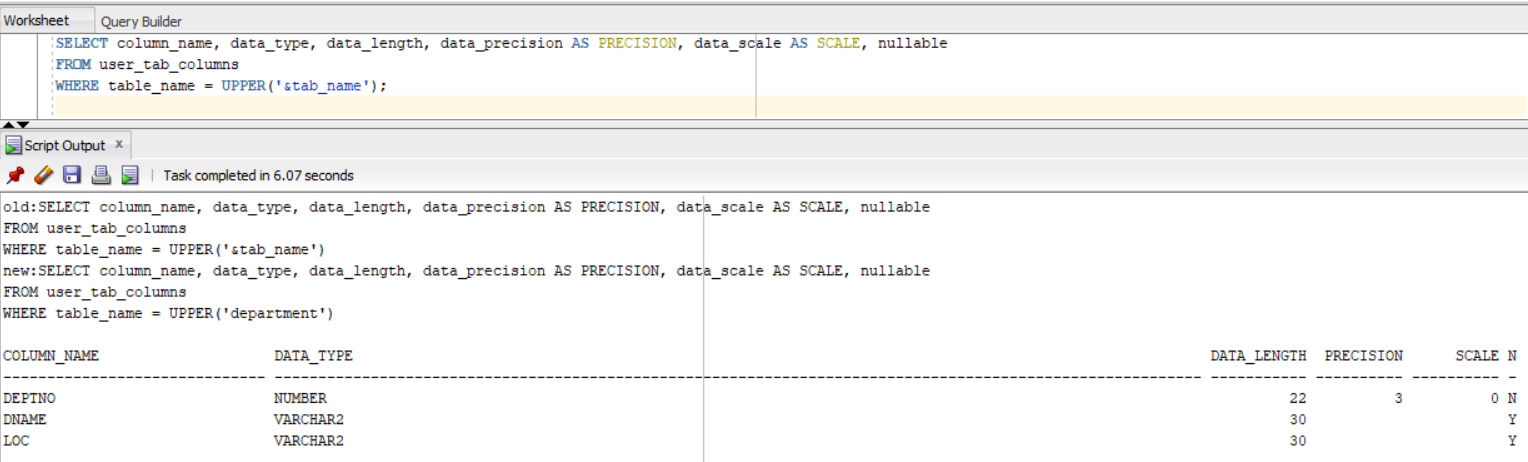 Worksheet Query Builder
SELECT column_name, data_type, data_length, data_precision AS PRECISION, data_scale AS SCALE, nullable
FROM user_tab_columns
WHERE table_name = UPPER('&tab_name');
Script Output x
Task completed in 6.07 seconds
old:SELECT column_name, data_type, data_length, data_precision AS PRECISION, data_scale AS SCALE, nullable
FROM user_tab_columns
WHERE table_name = UPPER('&tab_name')
new:SELECT column_name, data_type, data_length, data_precision AS PRECISION, data_scale AS SCALE, nullable
FROM user_tab_columns
WHERE table_name = UPPER('department')
COLUMN_NAME DATA_TYPE DATA_LENGTH PRECISION SCALE N
DEPTNO NUMBER 22 3 0 N
DNAME VARCHAR2 30 Y
LOC VARCHAR2 30 Y